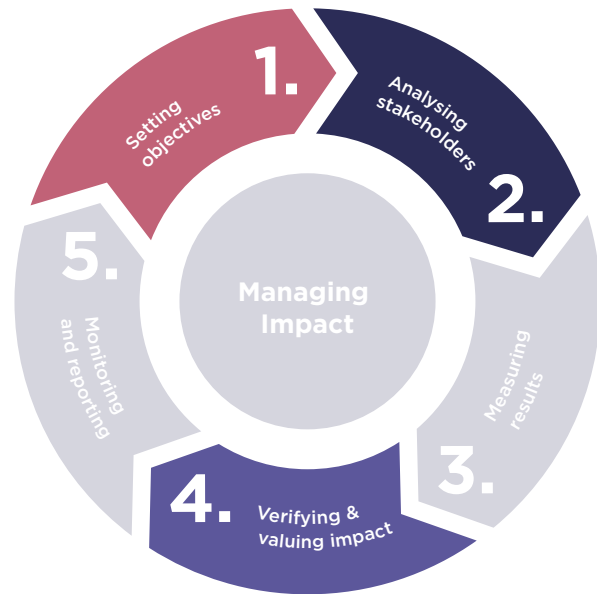 1.
Setting
objectives
2.
Analysing
stakeholders
3.
Measuring
results
4.
Verifying &
valuing impact
5.
Monitoring
and reporting
Managing
Impact